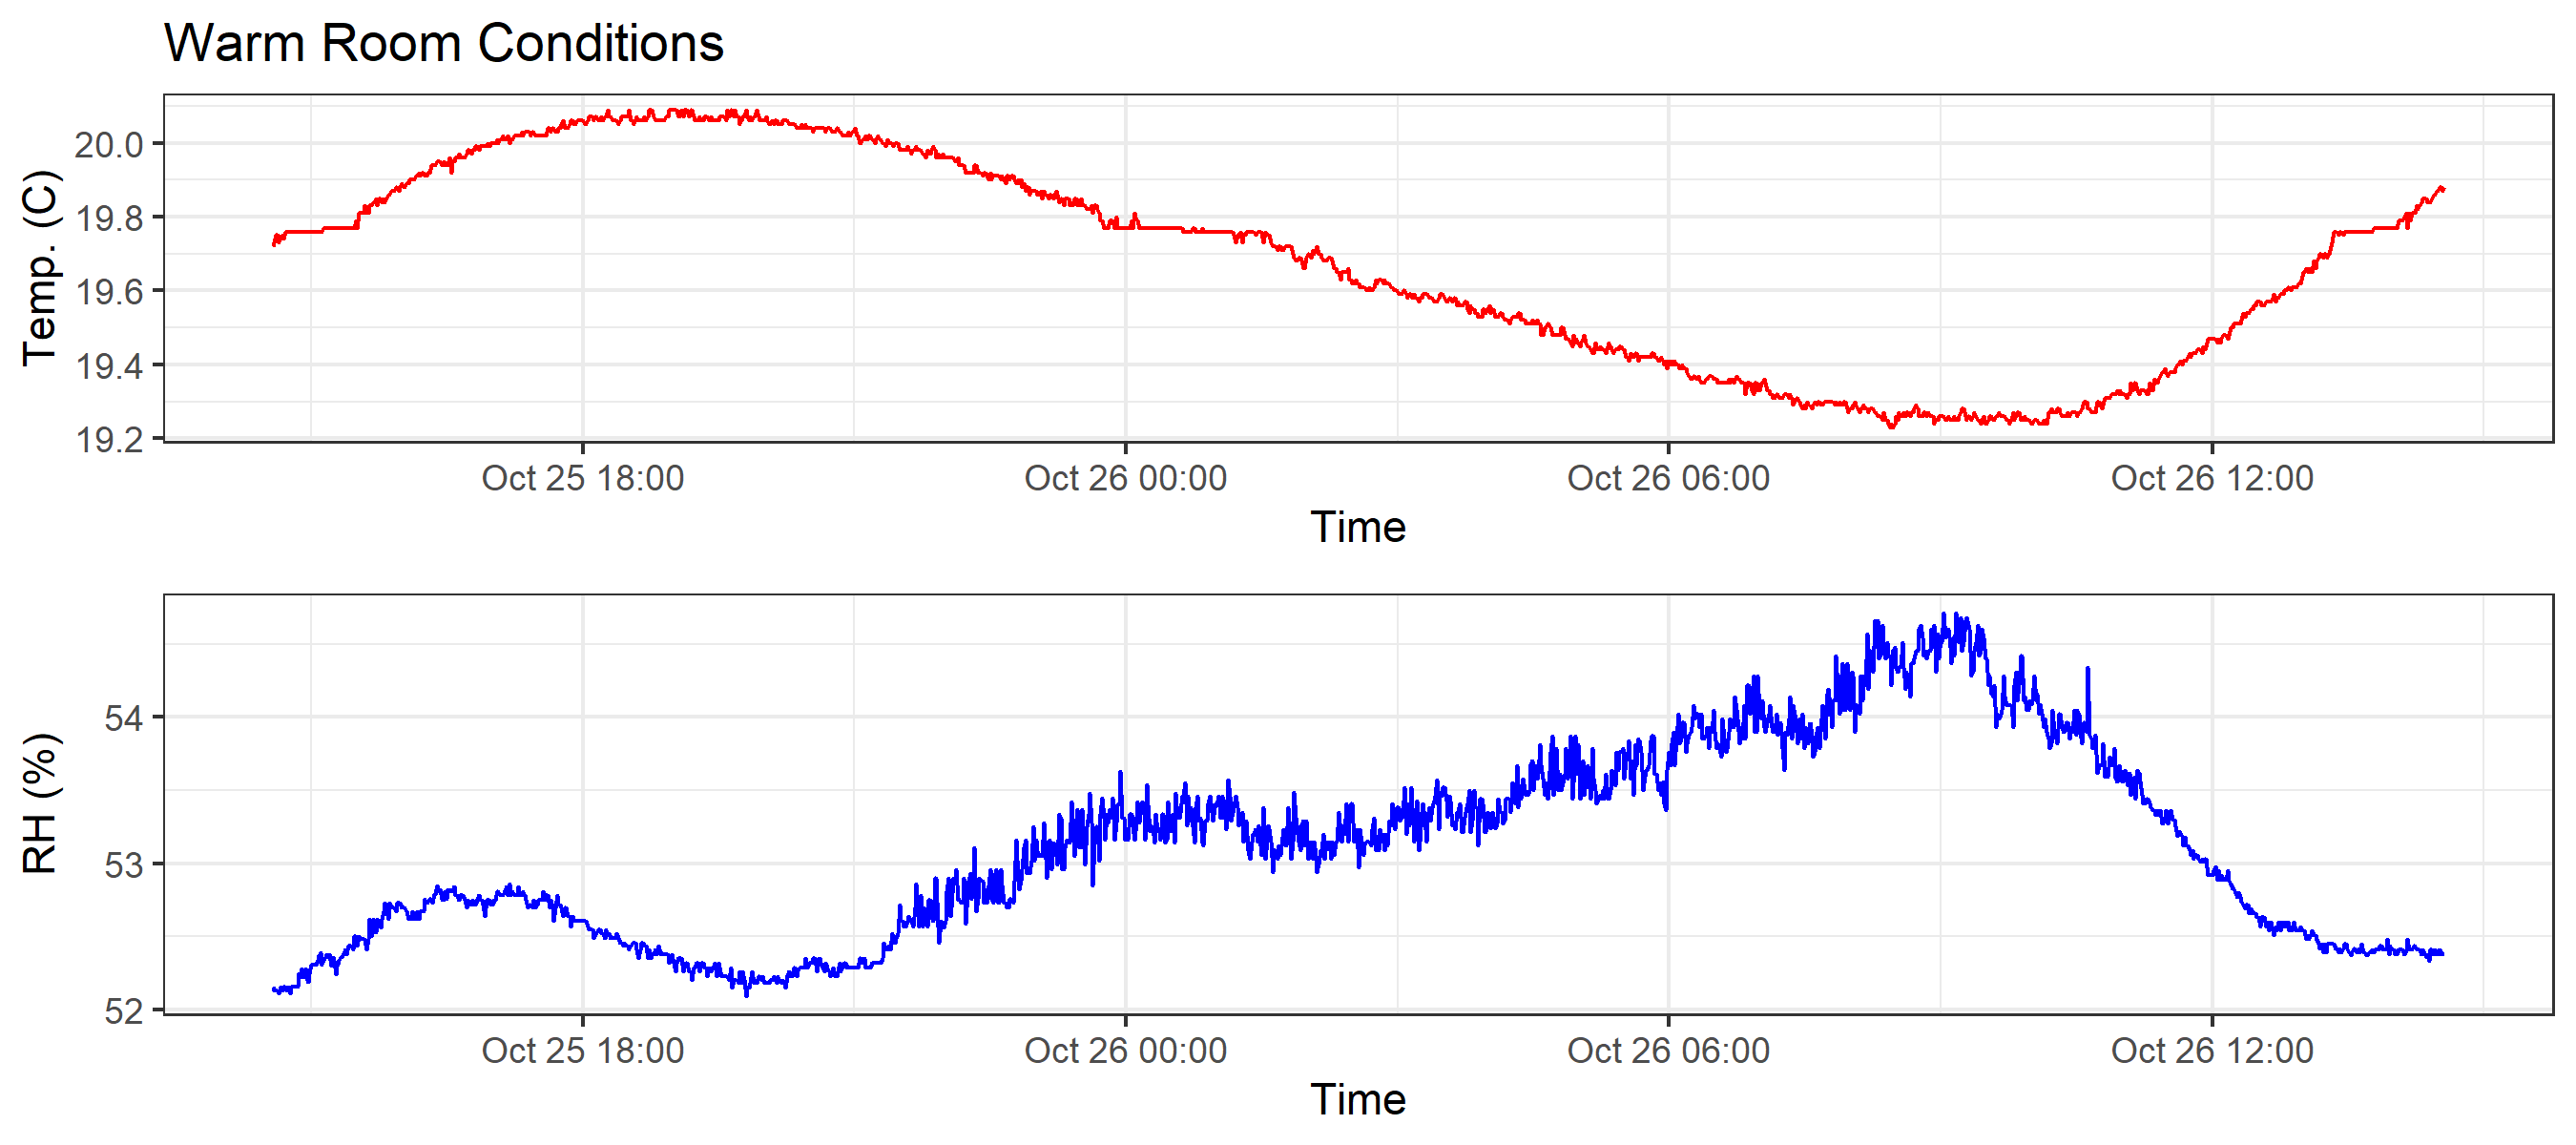 Warm Room Conditions
Temp. (C)
20.0
19.8
19.6
19.4
19.2
Oct 25 18:00 Oct 26 00:00 Oct 26 06:00 Oct 26 12:00
Time
RH (%)
54
53
52
Oct 25 18:00 Oct 26 00:00 Oct 26 06:00 Oct 26 12:00
Time